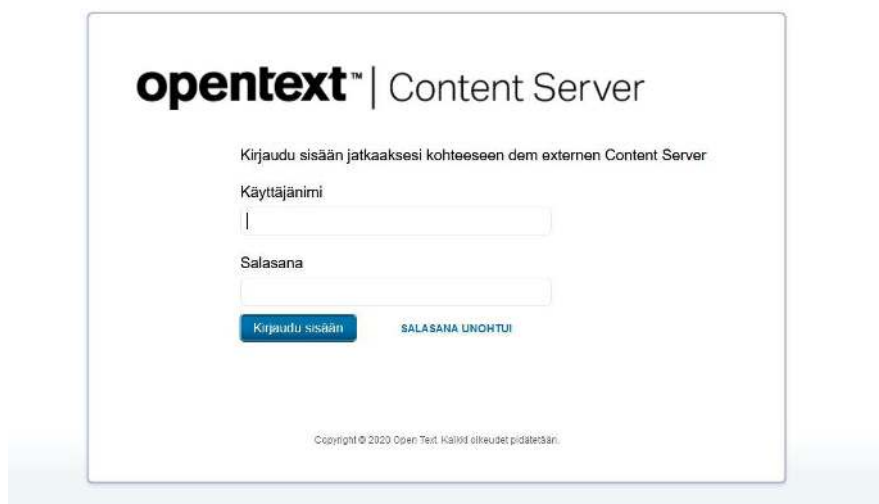 opentext™ | Content Server
Kirjaudu sisään jatkaaksesi kohteeseen dem externen Content Server
Käyttäjänimi
Salasana
Kirjaudu sisään SALASANA UNOHTUI
Copyright © 2020 Open Text. Kaikki oikeudet pidätetään.